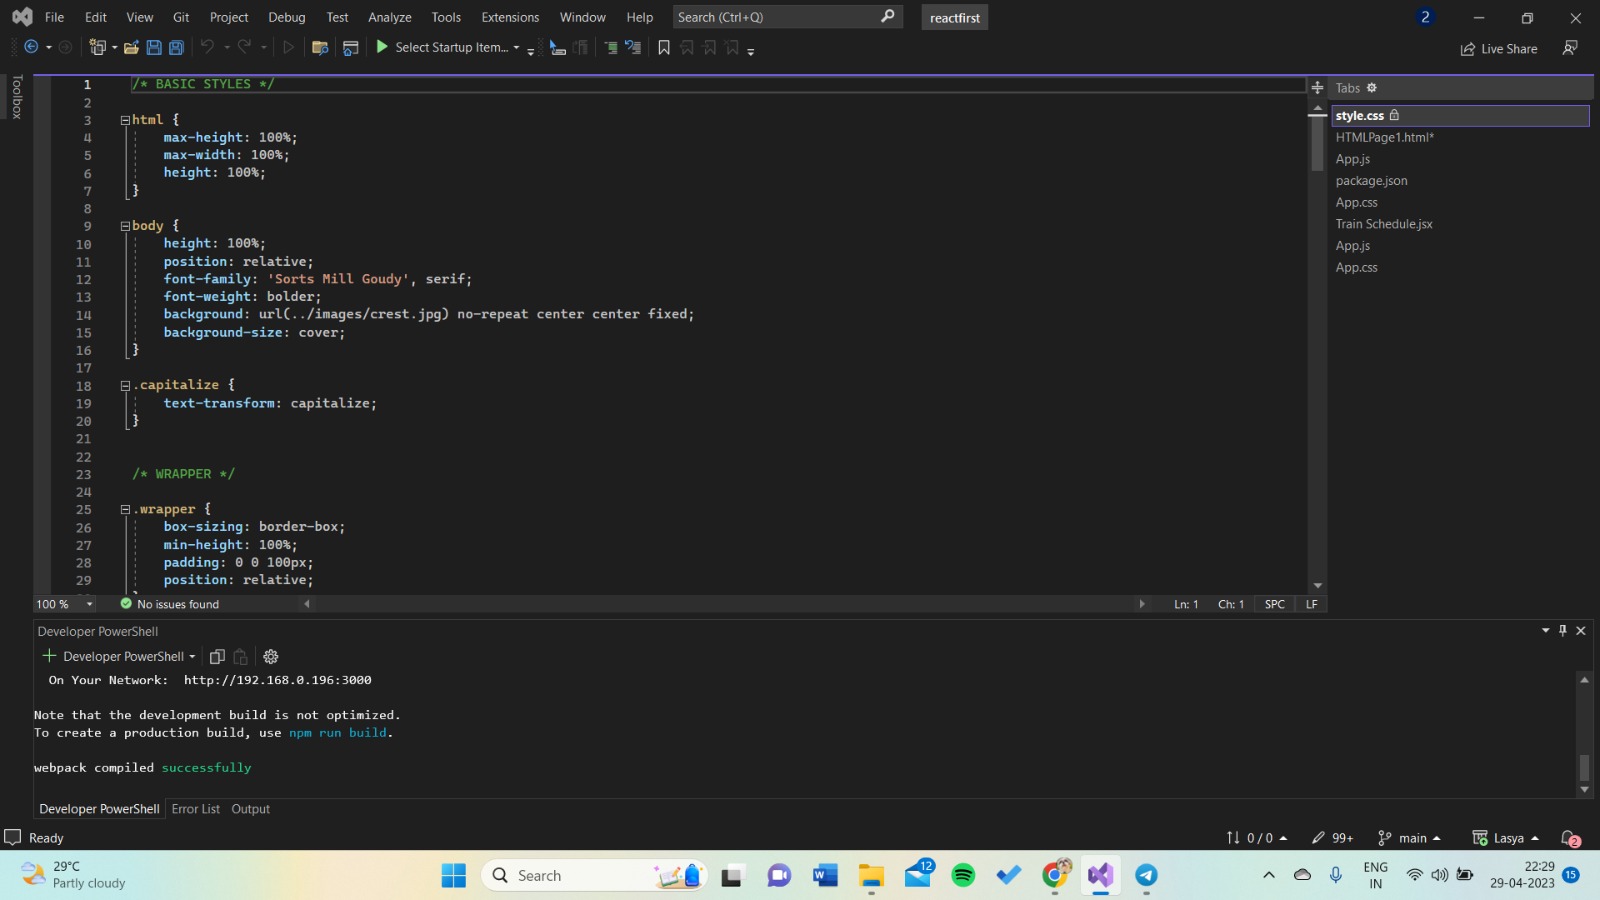 File Edit View Git Project Debug Test Analyze Tools Extensions Window Help Search (Ctrl+Q) reactfirst 2
Select Startup Item... Live Share
Toolbox
1 /* BASIC STYLES */
2
3 html {
4 max-height: 100%;
5 max-width: 100%;
6 height: 100%;
7 }
8
9 body {
10 height: 100%;
11 position: relative;
12 font-family: 'Sorts Mill Goudy', serif;
13 font-weight: bolder;
14 background: url(../images/crest.jpg) no-repeat center center fixed;
15 background-size: cover;
16 }
17
18 .capitalize {
19 text-transform: capitalize;
20 }
21
22
23 /* WRAPPER */
24
25 .wrapper {
26 box-sizing: border-box;
27 min-height: 100%;
28 padding: 0 0 100px;
29 position: relative;
Tabs
style.css
HTMLPage1.html*
App.js
package.json
App.css
Train Schedule.jsx
App.js
App.css
100 % No issues found Ln: 1 Ch: 1 SPC LF
Developer PowerShell
Developer PowerShell
On Your Network: http://192.168.0.196:3000
Note that the development build is not optimized.
To create a production build, use npm run build.
webpack compiled successfully
Developer PowerShell Error List Output
Ready 0 / 0 99+ main Lasya 2
29°C
Partly cloudy
Search
12
ENG
IN
22:29
29-04-2023
15